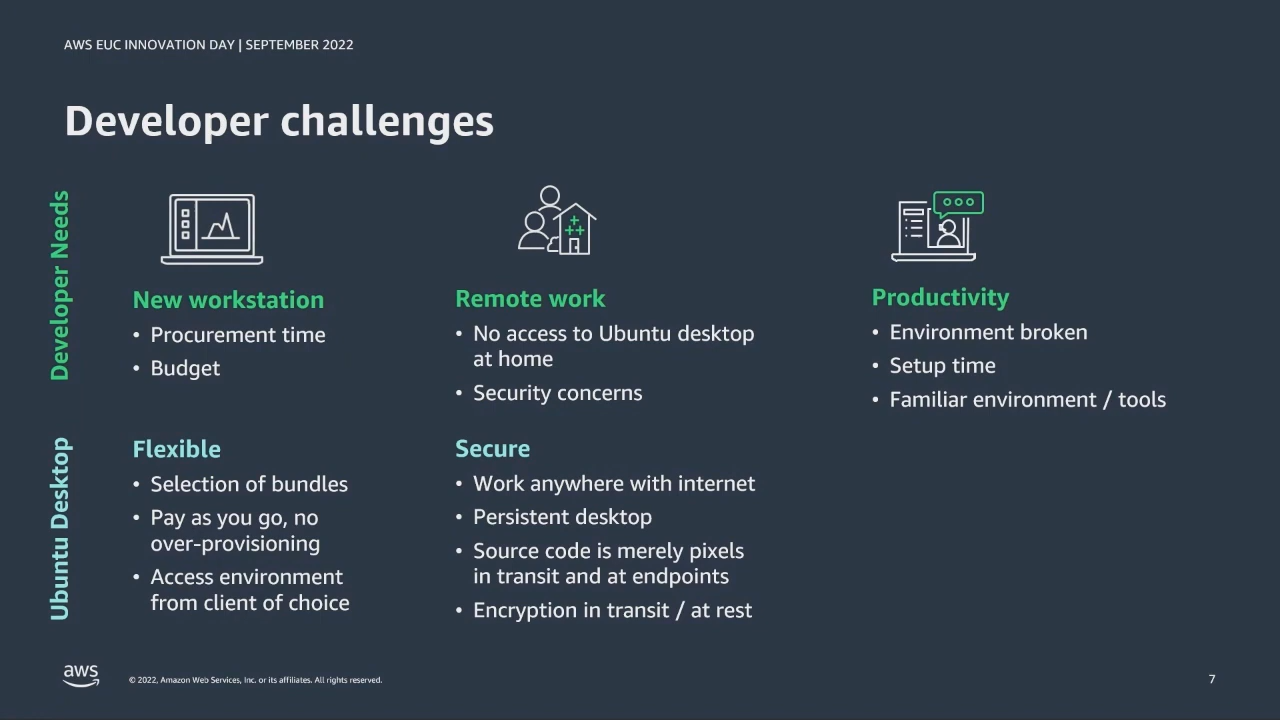 AWS EUC INNOVATION DAY | SEPTEMBER 2022
Developer challenges
Developer Needs
New workstation
• Procurement time
• Budget
Remote work
• No access to Ubuntu desktop
at home
• Security concerns
Productivity
• Environment broken
• Setup time
• Familiar environment / tools
Ubuntu Desktop
Flexible
• Selection of bundles
• Pay as you go, no
over-provisioning
• Access environment
from client of choice
Secure
• Work anywhere with internet
• Persistent desktop
• Source code is merely pixels
in transit and at endpoints
• Encryption in transit / at rest
aws
© 2022, Amazon Web Services, Inc. or its affiliates. All rights reserved.
7